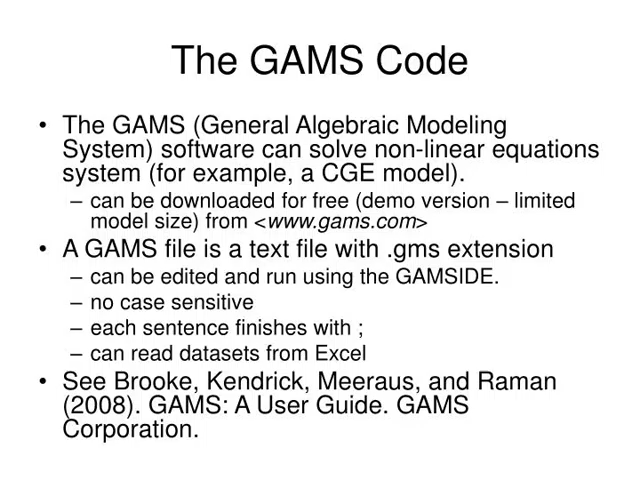 The GAMS Code
• The GAMS (General Algebraic Modeling
System) software can solve non-linear equations
system (for example, a CGE model).
– can be downloaded for free (demo version – limited
model size) from <www.gams.com>
• A GAMS file is a text file with .gms extension
– can be edited and run using the GAMSIDE.
– no case sensitive
– each sentence finishes with ;
– can read datasets from Excel
• See Brooke, Kendrick, Meeraus, and Raman
(2008). GAMS: A User Guide. GAMS
Corporation.